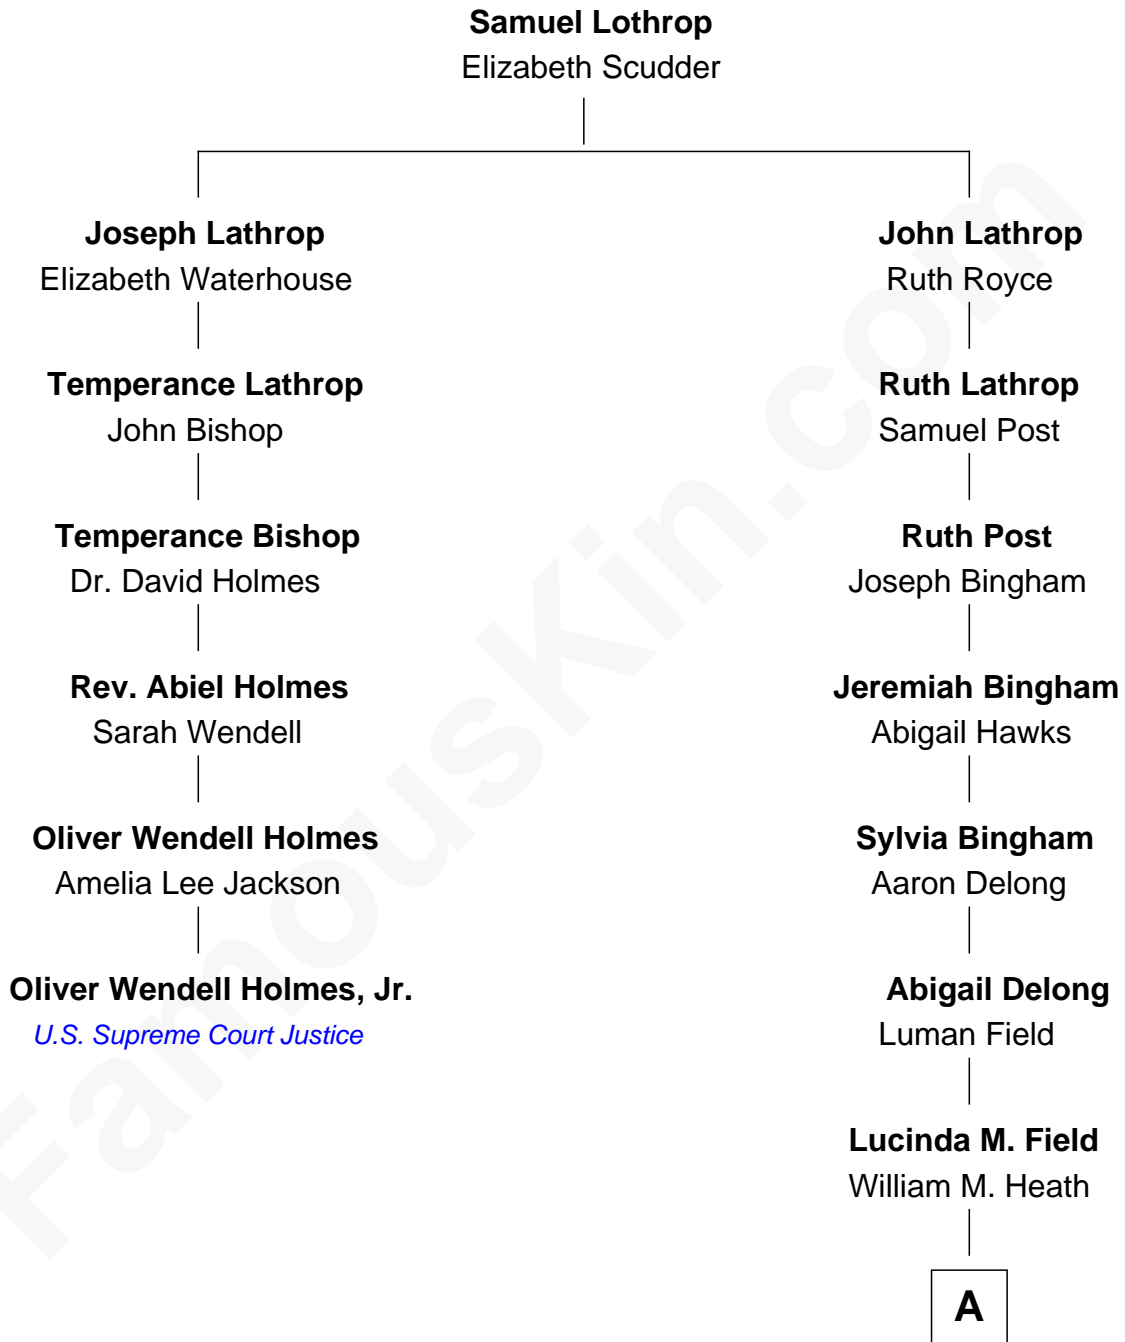 Samuel Lothrop
Elizabeth Scudder
Joseph Lathrop
Elizabeth Waterhouse
Temperance Lathrop
John Bishop
Temperance Bishop
Dr. David Holmes
Rev. Abiel Holmes
Sarah Wendell
Oliver Wendell Holmes
Amelia Lee Jackson
Oliver Wendell Holmes, Jr.
U.S. Supreme Court Justice
John Lathrop
Ruth Royce
Ruth Lathrop
Samuel Post
Ruth Post
Joseph Bingham
Jeremiah Bingham
Abigail Hawks
Sylvia Bingham
Aaron Delong
Abigail Delong
Luman Field
Lucinda M. Field
William M. Heath
A
FamousKin.com